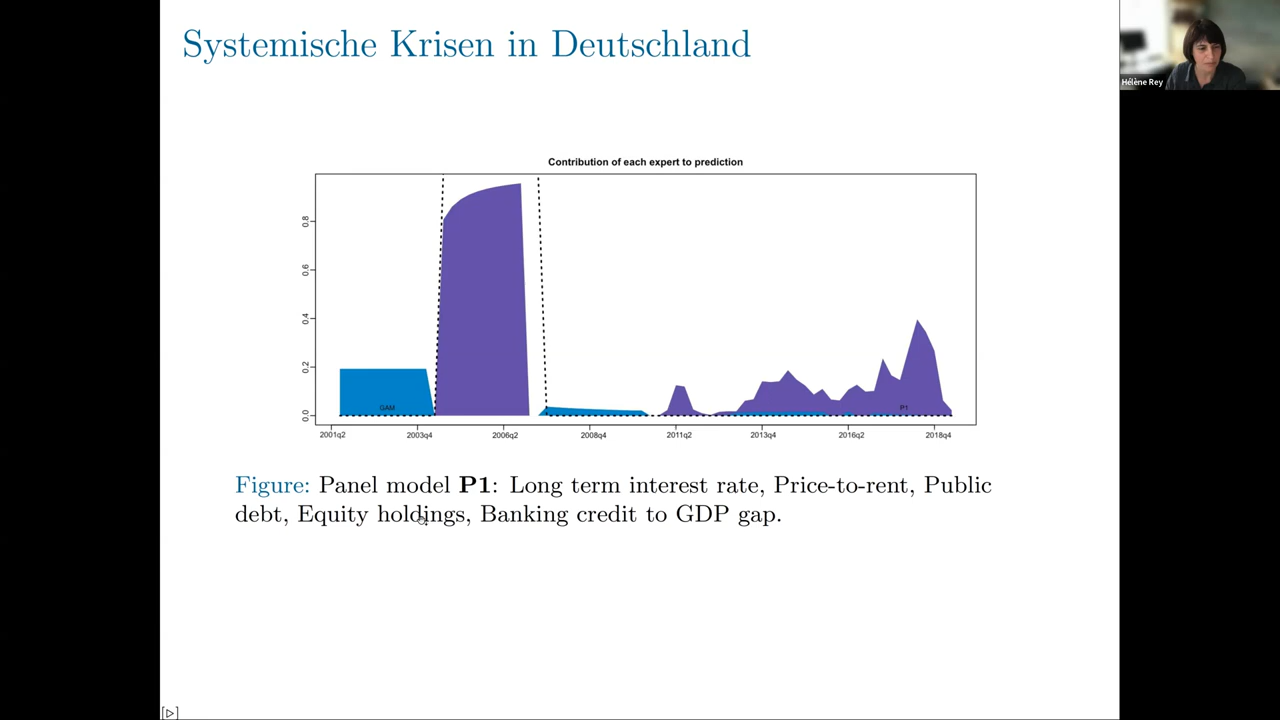 Systemische Krisen in Deutschland
Hélène Rey
Contribution of each expert to prediction
0.8
0.6
0.4
0.2
0.0
GAM
P1
2001q2 2003q4 2006q2 2008q4 2011q2 2013q4 2016q2 2018q4
Figure: Panel model P1: Long term interest rate, Price-to-rent, Public
debt, Equity holdings, Banking credit to GDP gap.